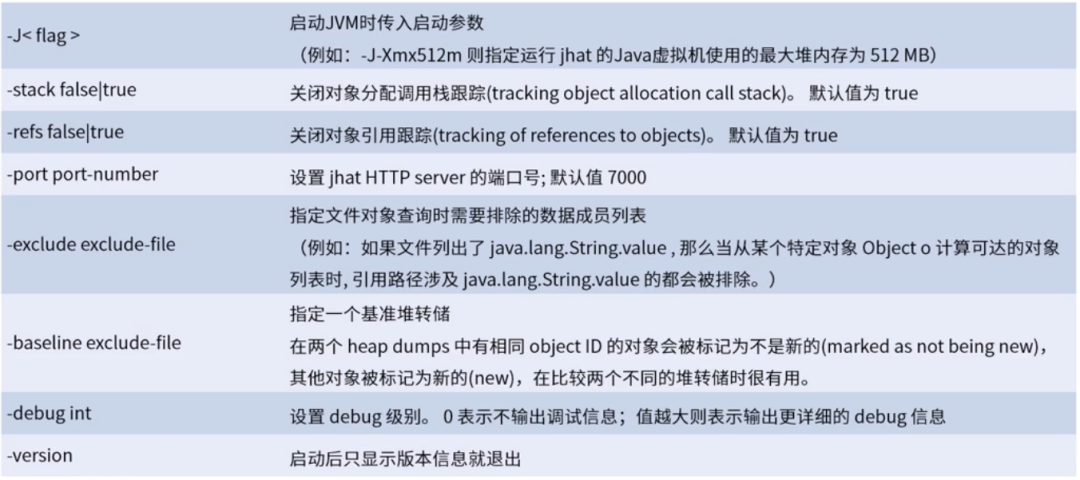 -J< flag >
启动JVM时传入启动参数
（例如：-J-Xmx512m 则指定运行 jhat 的Java虚拟机使用的最大堆内存为 512 MB）
-stack false|true
关闭对象分配调用栈跟踪(tracking object allocation call stack)。 默认值为 true
-refs false|true
关闭对象引用跟踪(tracking of references to objects)。 默认值为 true
-port port-number
设置 jhat HTTP server 的端口号; 默认值 7000
-exclude exclude-file
指定文件对象查询时需要排除的数据成员列表
（例如：如果文件列出了 java.lang.String.value , 那么当从某个特定对象 Object o 计算可达的对象
列表时, 引用路径涉及 java.lang.String.value 的都会被排除。）
-baseline exclude-file
指定一个基准堆转储
在两个 heap dumps 中有相同 object ID 的对象会被标记为不是新的(marked as not being new)，
其他对象被标记为新的(new)，在比较两个不同的堆转储时很有用。
-debug int
设置 debug 级别。 0 表示不输出调试信息；值越大则表示输出更详细的 debug 信息
-version
启动后只显示版本信息就退出